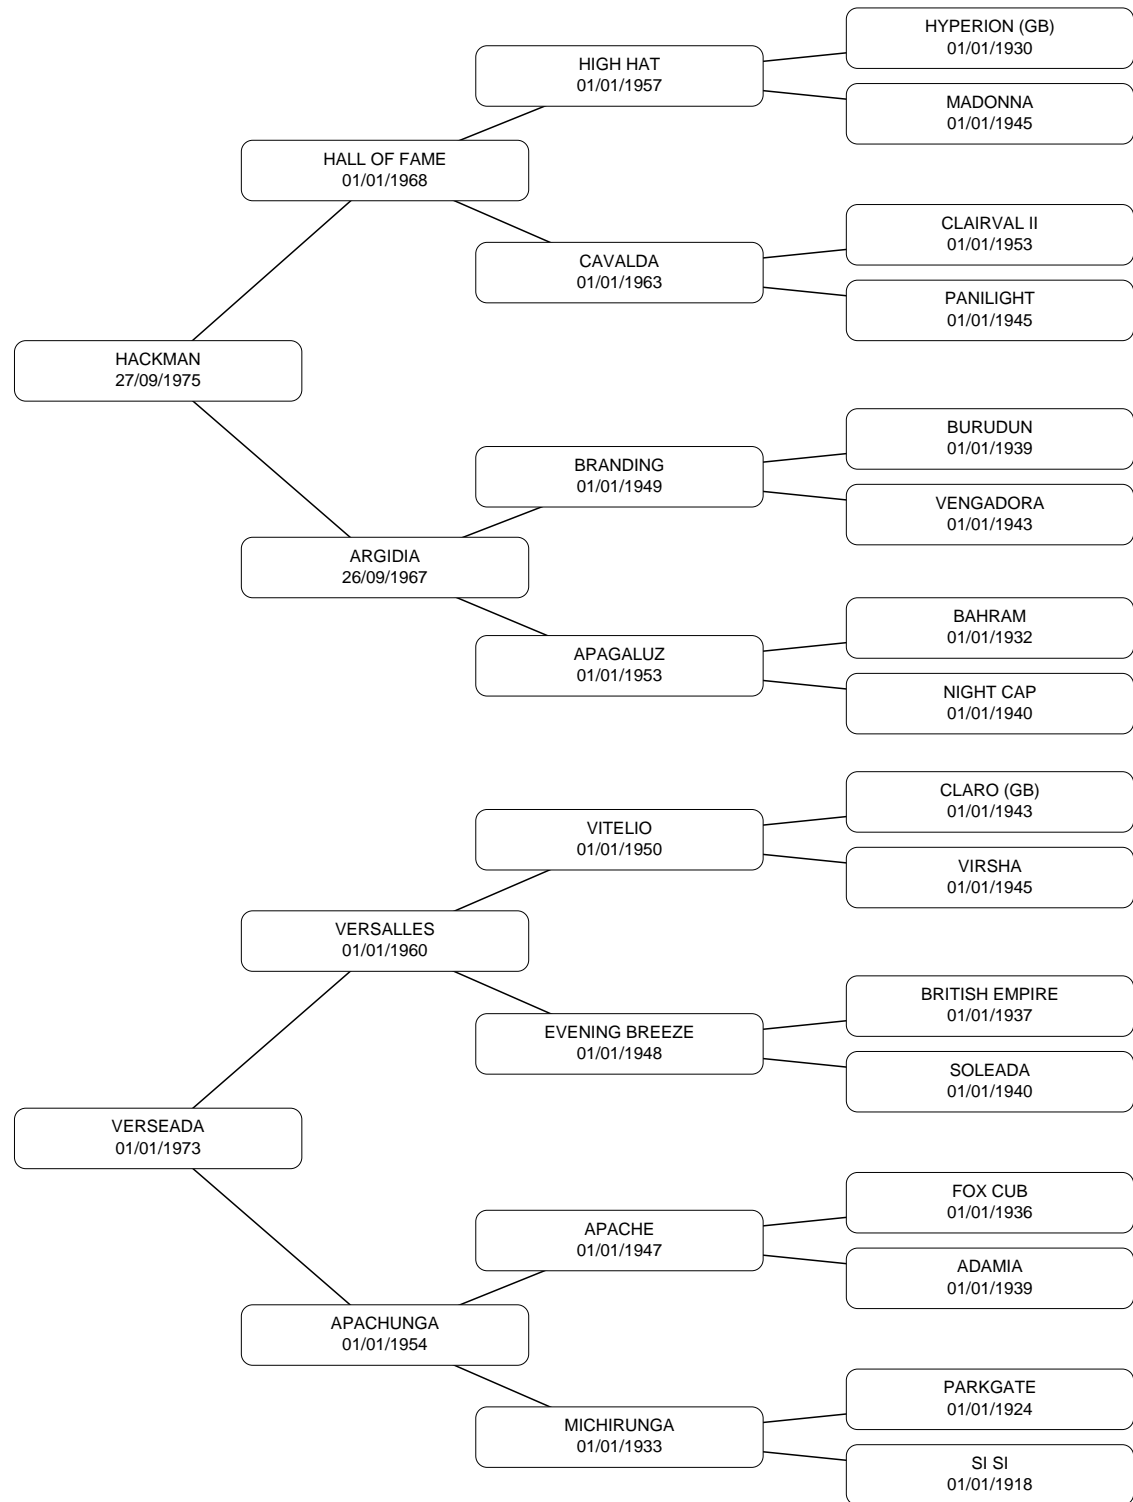 HYPERION (GB)
01/01/1930
HIGH HAT
01/01/1957
MADONNA
01/01/1945
HALL OF FAME
01/01/1968
CLAIRVAL II
01/01/1953
CAVALDA
01/01/1963
PANILIGHT
01/01/1945
HACKMAN
27/09/1975
BURUDUN
01/01/1939
BRANDING
01/01/1949
VENGADORA
01/01/1943
ARGIDIA
26/09/1967
BAHRAM
01/01/1932
APAGALUZ
01/01/1953
NIGHT CAP
01/01/1940
CLARO (GB)
01/01/1943
VITELIO
01/01/1950
VIRSHA
01/01/1945
VERSALLES
01/01/1960
BRITISH EMPIRE
01/01/1937
EVENING BREEZE
01/01/1948
SOLEADA
01/01/1940
VERSEADA
01/01/1973
FOX CUB
01/01/1936
APACHE
01/01/1947
ADAMIA
01/01/1939
APACHUNGA
01/01/1954
PARKGATE
01/01/1924
MICHIRUNGA
01/01/1933
SI SI
01/01/1918